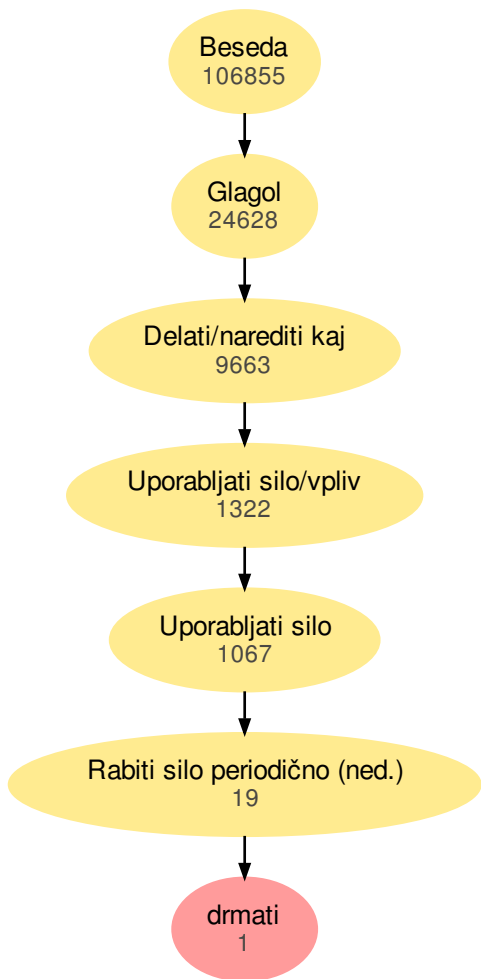 Beseda
106855
Glagol
24628
Delati/narediti kaj
9663
Uporabljati silo/vpliv
1322
Uporabljati silo
1067
Rabiti silo periodično (ned.)
19
drmati
1